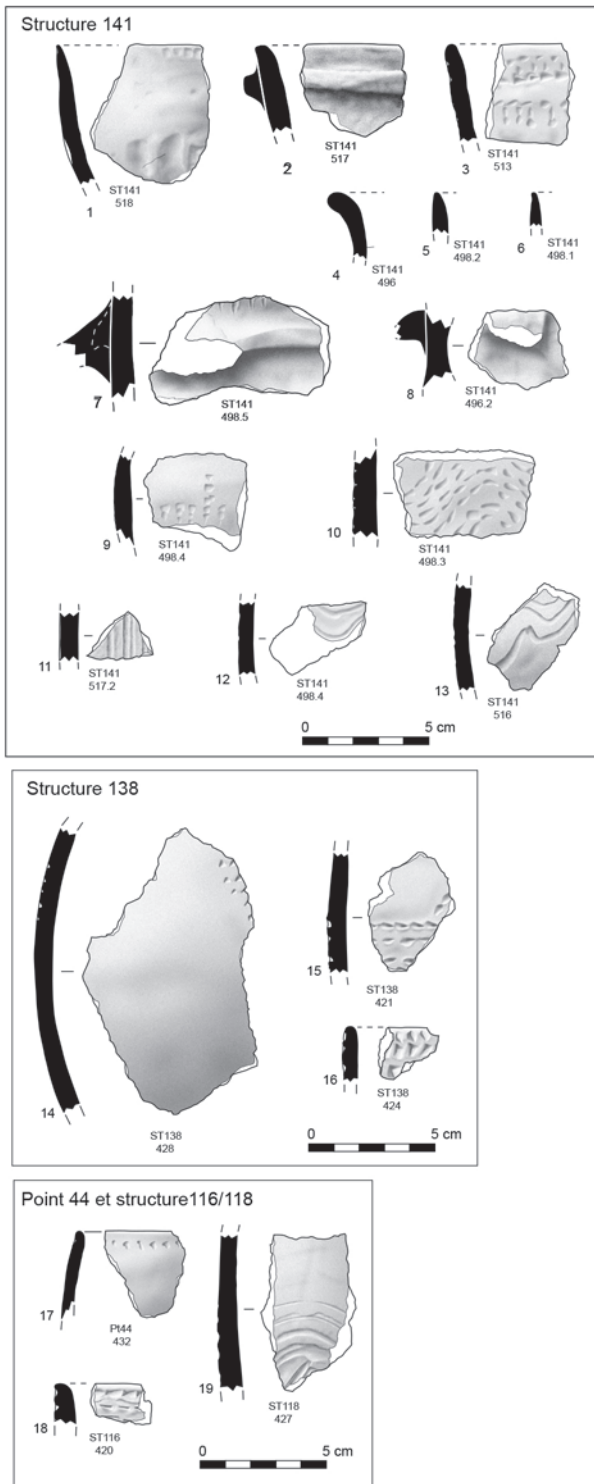 Structure 141
1
ST141
518
2
ST141
517
3
ST141
513
4
ST141
496
5
ST141
498.2
6
ST141
498.1
7
ST141
498.5
8
ST141
496.2
9
ST141
498.4
10
ST141
498.3
11
ST141
517.2
12
ST141
498.4
13
ST141
516
0 5 cm
Structure 138
14
ST138
428
15
ST138
421
16
ST138
424
0 5 cm
Point 44 et structure116/118
17
Pt44
432
18
ST116
420
19
ST118
427
0 5 cm